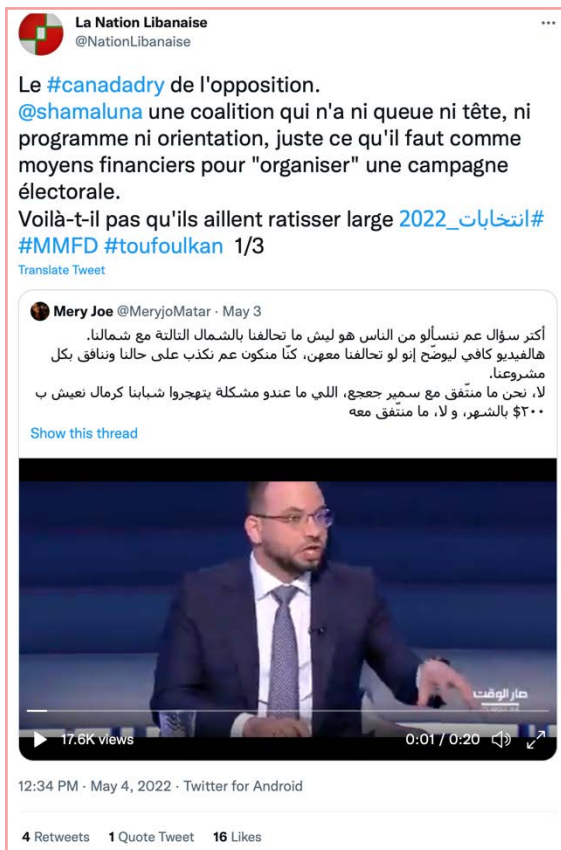 La Nation Libanaise
@NationLibanaise
Le #canadadry de l'opposition.
@shamaluna une coalition qui n'a ni queue ni tête, ni
programme ni orientation, juste ce qu'il faut comme
moyens financiers pour "organiser" une campagne
électorale.
Voilà-t-il pas qu'ils aillent ratisser large #انتخابات_2022
#MMFD #toufoulkan 1/3
Translate Tweet
Mery Joe @MeryjoMatar · May 3
أكتر سؤال عم ننسألو من الناس هو ليش ما تحالفنا بالشمال التالتة مع شمالنا.
هالفيديو كافي ليوضّح إنو لو تحالفنا معهن، كنّا منكون عم نكذب على حالنا وننافق بكل
مشروعنا.
لا، نحن ما منتّفق مع سمير جعجع، اللي ما عندو مشكلة يتهجروا شبابنا كرمال نعيش ب
٢٠٠$ بالشهر، و لا، ما منتّفق معه
Show this thread
صار الوقت
17.6K views
0:01 / 0:20
12:34 PM · May 4, 2022 · Twitter for Android
4 Retweets 1 Quote Tweet 16 Likes